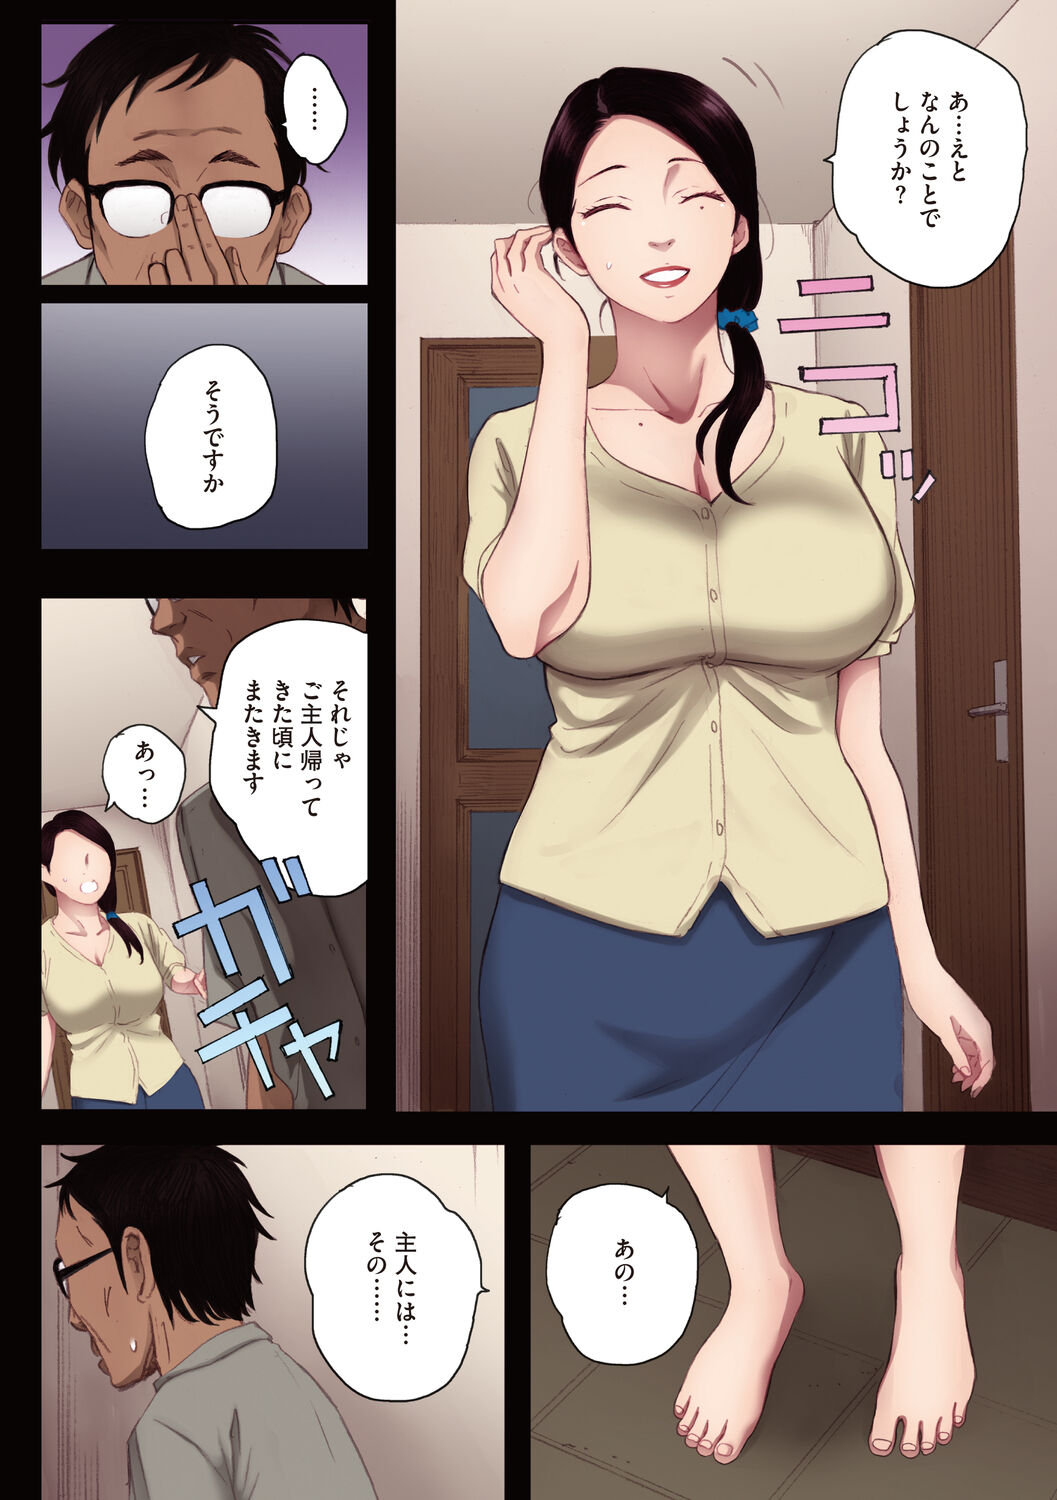 あ…えと
なんのことで
しょうか？
ニコッ
……
そうですか
それじゃ
ご主人帰って
きた頃に
またきます
あっ…
ガチャ
あの…
主人には…
その……